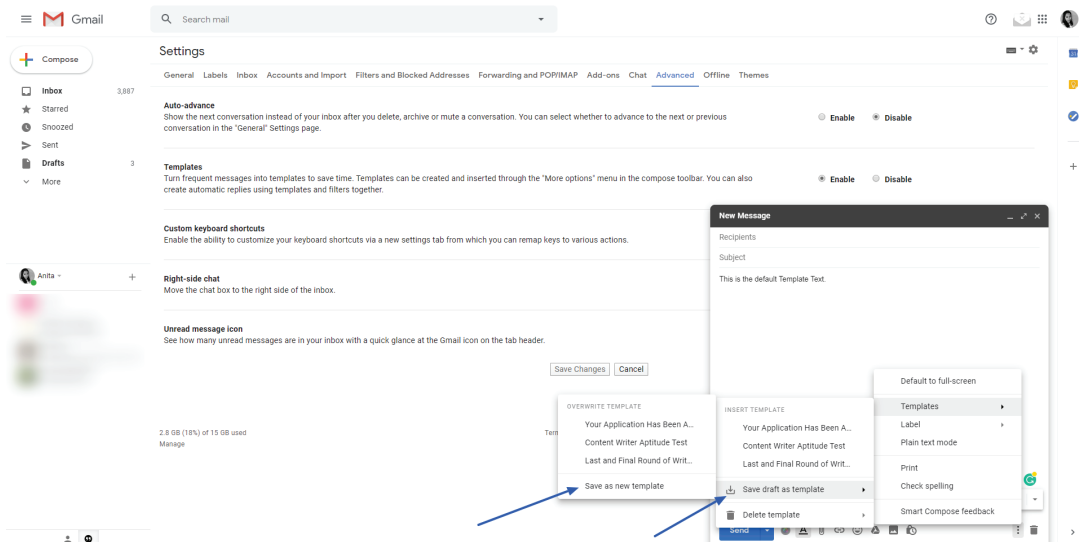 Gmail
Search mail
Compose
Inbox 3,887
Starred
Snoozed
Sent
Drafts 3
More
Anita
Settings
General Labels Inbox Accounts and Import Filters and Blocked Addresses Forwarding and POP/IMAP Add-ons Chat Advanced Offline Themes
Auto-advance
Show the next conversation instead of your inbox after you delete, archive or mute a conversation. You can select whether to advance to the next or previous
conversation in the "General" Settings page.
Enable Disable
Templates
Turn frequent messages into templates to save time. Templates can be created and inserted through the "More options" menu in the compose toolbar. You can also
create automatic replies using templates and filters together.
Enable Disable
Custom keyboard shortcuts
Enable the ability to customize your keyboard shortcuts via a new settings tab from which you can remap keys to various actions.
Right-side chat
Move the chat box to the right side of the inbox.
Unread message icon
See how many unread messages are in your inbox with a quick glance at the Gmail icon on the tab header.
Save Changes Cancel
2.8 GB (18%) of 15 GB used
Manage
New Message
Recipients
Subject
This is the default Template Text.
Default to full-screen
Templates
Label
Plain text mode
Print
Check spelling
Smart Compose feedback
INSERT TEMPLATE
Your Application Has Been A...
Content Writer Aptitude Test
Last and Final Round of Writ...
Save draft as template
Delete template
OVERWRITE TEMPLATE
Your Application Has Been A...
Content Writer Aptitude Test
Last and Final Round of Writ...
Save as new template
Send